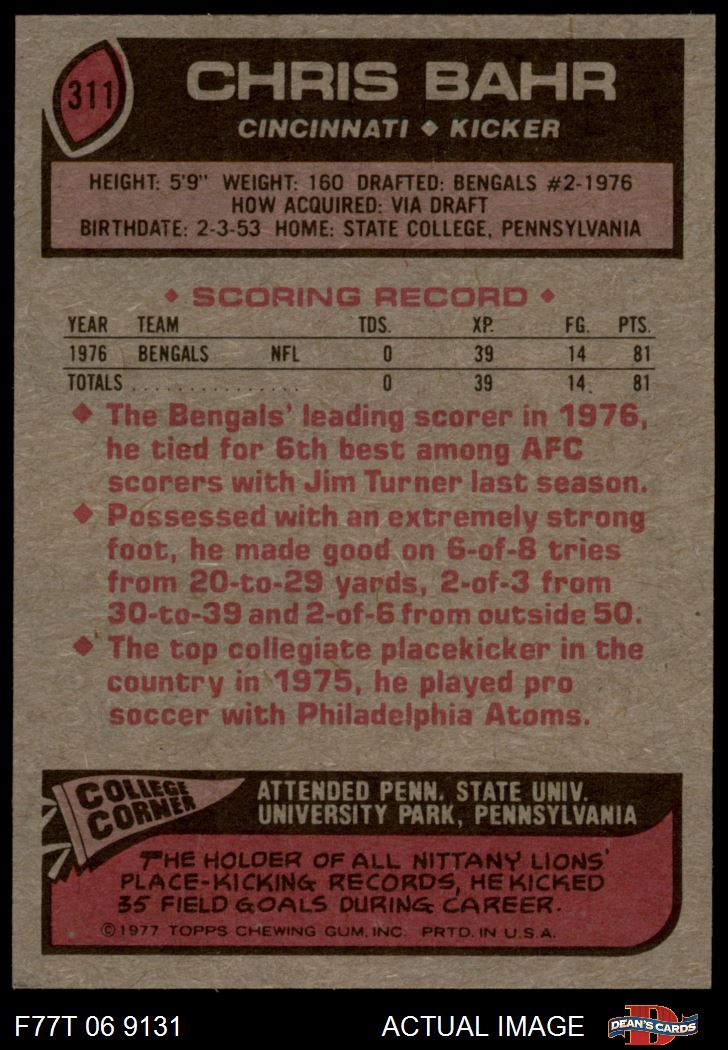 311
CHRIS BAHR
CINCINNATI ◆ KICKER
HEIGHT: 5'9" WEIGHT: 160 DRAFTED: BENGALS #2-1976
HOW ACQUIRED: VIA DRAFT
BIRTHDATE: 2-3-53 HOME: STATE COLLEGE, PENNSYLVANIA
◆ SCORING RECORD ◆
YEAR TEAM TDS. XP. FG. PTS.
1976 BENGALS NFL 0 39 14 81
TOTALS . . . . . . . . . . . . . . 0 39 14 81
◆ The Bengals' leading scorer in 1976,
he tied for 6th best among AFC
scorers with Jim Turner last season.
◆ Possessed with an extremely strong
foot, he made good on 6-of-8 tries
from 20-to-29 yards, 2-of-3 from
30-to-39 and 2-of-6 from outside 50.
◆ The top collegiate placekicker in the
country in 1975, he played pro
soccer with Philadelphia Atoms.
COLLEGE
CORNER
ATTENDED PENN. STATE UNIV.
UNIVERSITY PARK, PENNSYLVANIA
THE HOLDER OF ALL NITTANY LIONS'
PLACE-KICKING RECORDS, HE KICKED
35 FIELD GOALS DURING CAREER.
©1977 TOPPS CHEWING GUM, INC. PRTD. IN U.S.A.
F77T 06 9131 ACTUAL IMAGE D DEAN'S CARDS